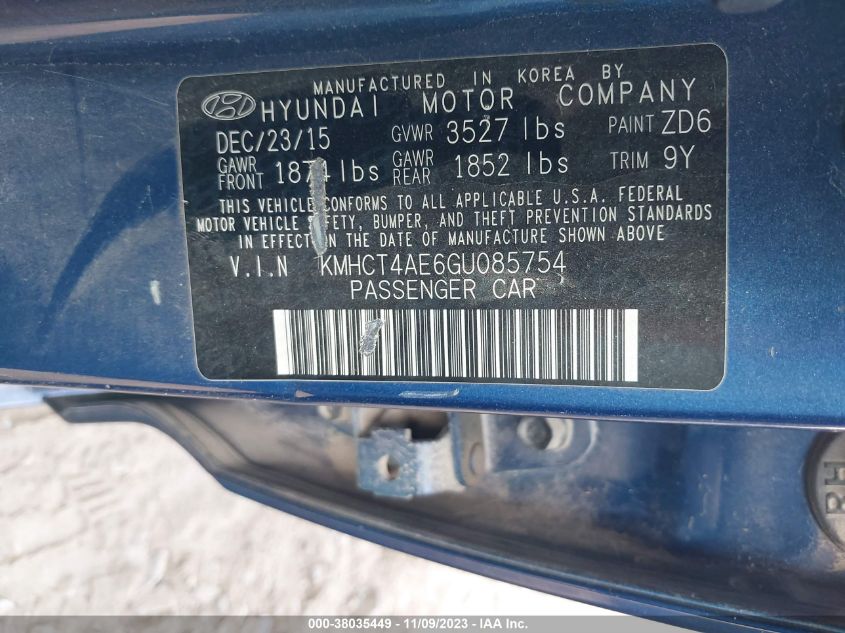 MANUFACTURED IN KOREA BY
HYUNDAI MOTOR COMPANY
DEC/23/15 GVWR 3527 lbs PAINT ZD6
GAWR FRONT 1874 lbs GAWR REAR 1852 lbs TRIM 9Y
THIS VEHICLE CONFORMS TO ALL APPLICABLE U.S.A. FEDERAL
MOTOR VEHICLE SAFETY, BUMPER, AND THEFT PREVENTION STANDARDS
IN EFFECT ON THE DATE OF MANUFACTURE SHOWN ABOVE
V.I.N KMHCT4AE6GU085754
PASSENGER CAR
RH
000-38035449 - 11/09/2023 - IAA Inc.